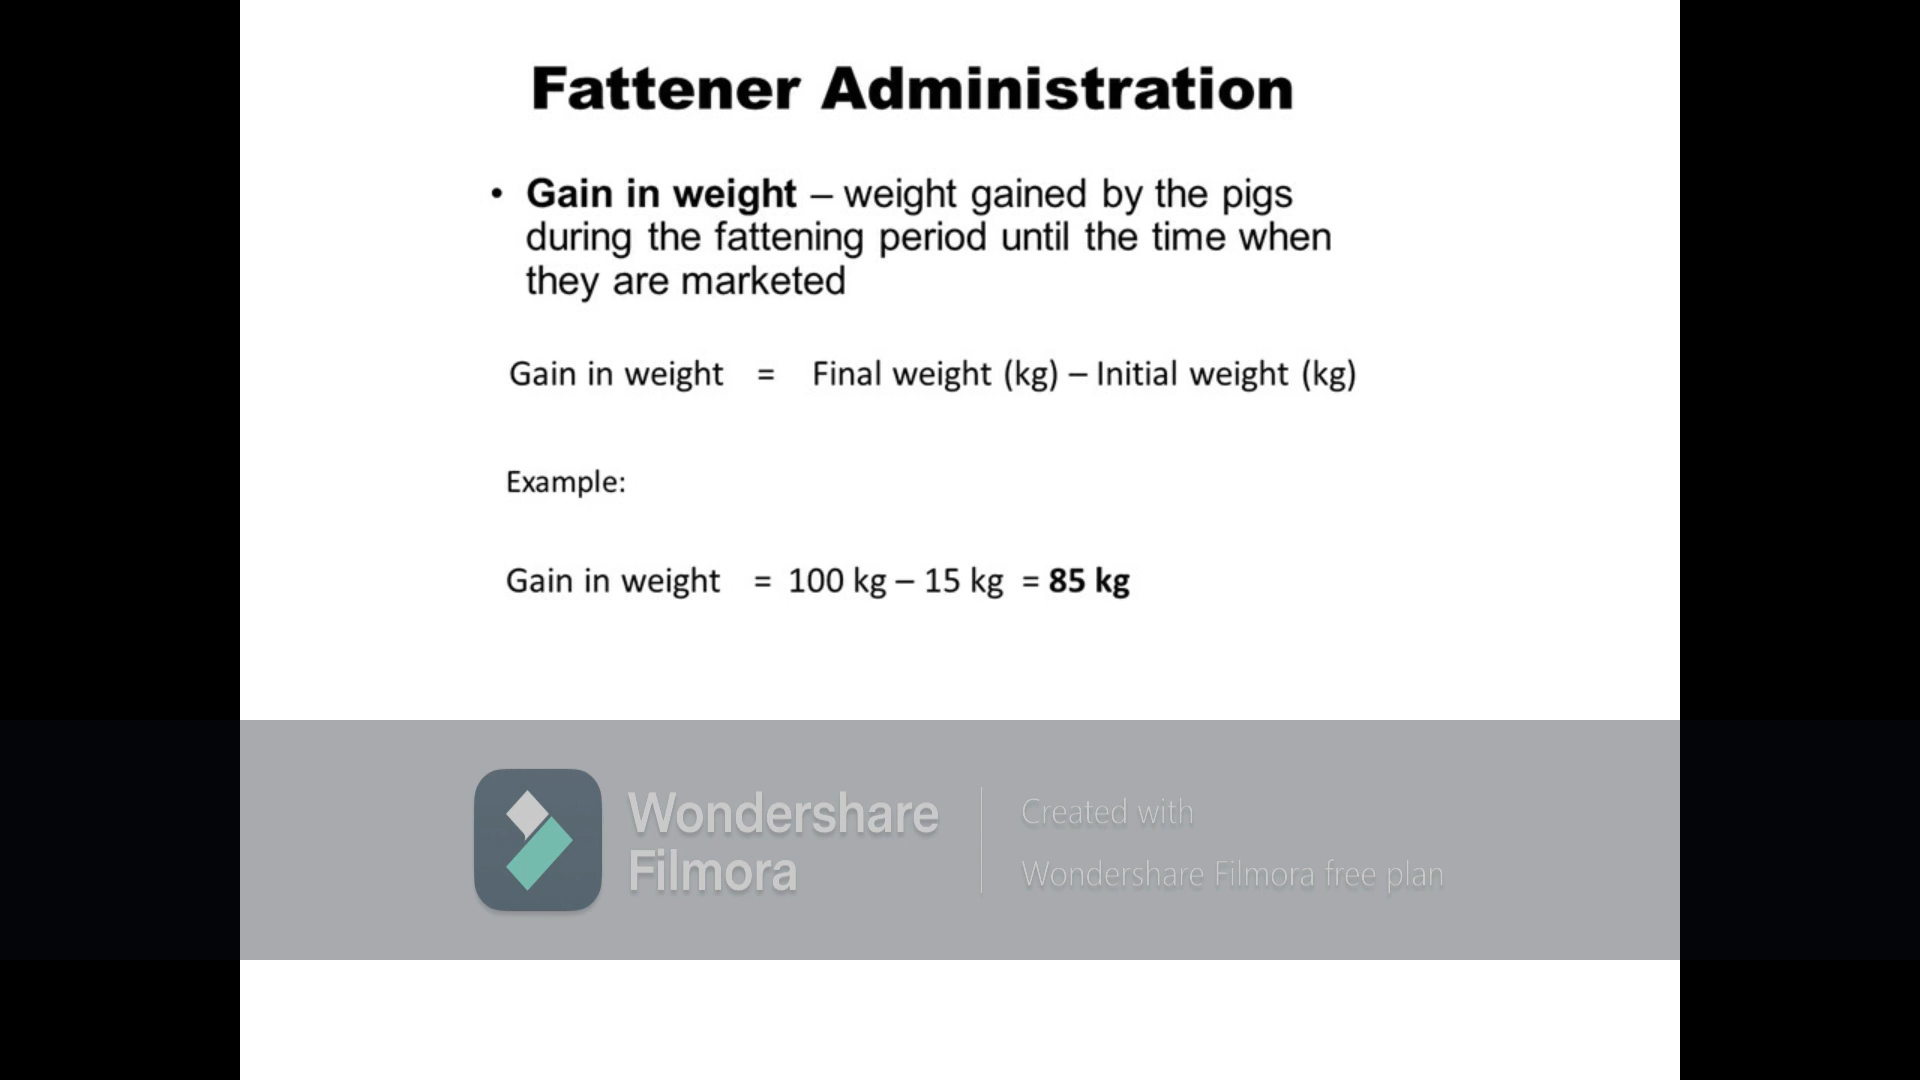 Fattener Administration
• Gain in weight – weight gained by the pigs
during the fattening period until the time when
they are marketed
Gain in weight = Final weight (kg) – Initial weight (kg)
Example:
Gain in weight = 100 kg – 15 kg = 85 kg
Wondershare
Filmora
Created with
Wondershare Filmora free plan